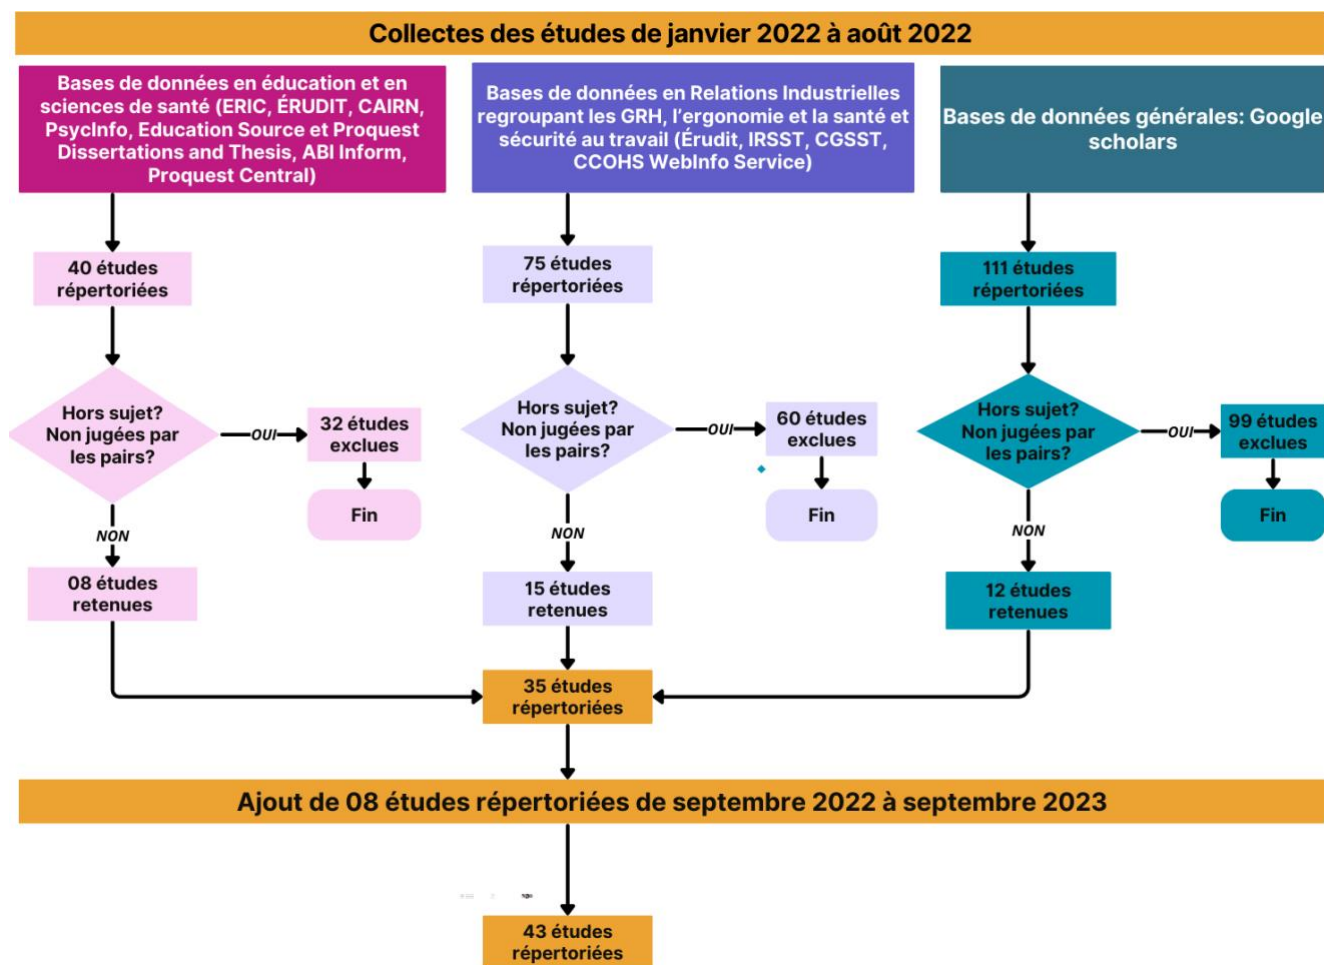 Collectes des études de janvier 2022 à août 2022
Bases de données en éducation et en
sciences de santé (ERIC, ÉRUDIT, CAIRN,
PsycInfo, Education Source et Proquest
Dissertations and Thesis, ABI Inform,
Proquest Central)
Bases de données en Relations Industrielles
regroupant les GRH, l'ergonomie et la santé et
sécurité au travail (Érudit, IRSST, CGSST,
CCOHS WebInfo Service)
Bases de données générales: Google
scholars
40 études
répertoriées
75 études
répertoriées
111 études
répertoriées
Hors sujet?
Non jugées par
les pairs?
OUI
32 études
exclues
Fin
Hors sujet?
Non jugées par
les pairs?
OUI
60 études
exclues
Fin
Hors sujet?
Non jugées par
les pairs?
OUI
99 études
exclues
Fin
NON
NON
NON
08 études
retenues
15 études
retenues
12 études
retenues
35 études
répertoriées
Ajout de 08 études répertoriées de septembre 2022 à septembre 2023
43 études
répertoriées